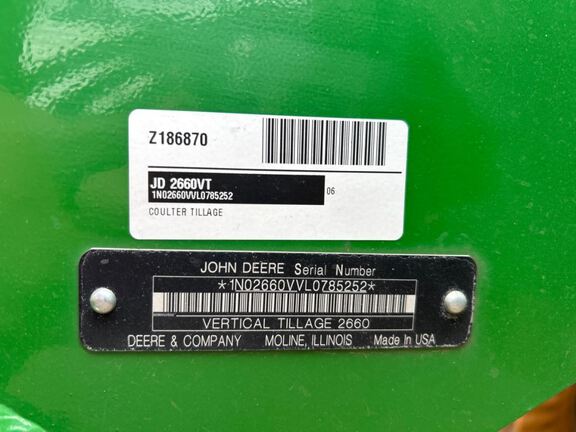 Z186870
JD 2660VT
1N02660VVL0785252
06
COULTER TILLAGE
JOHN DEERE Serial Number
*1N02660VVL0785252*
VERTICAL TILLAGE 2660
DEERE & COMPANY MOLINE, ILLINOIS Made In USA